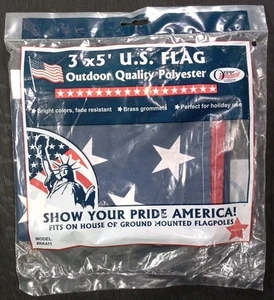 3'x5' U.S. FLAG
Outdoor Quality Polyester
• Bright colors, fade resistant • Brass grommets • Perfect for holiday use
SHOW YOUR PRIDE AMERICA!
FITS ON HOUSE OF GROUND MOUNTED FLAGPOLES
MODEL: